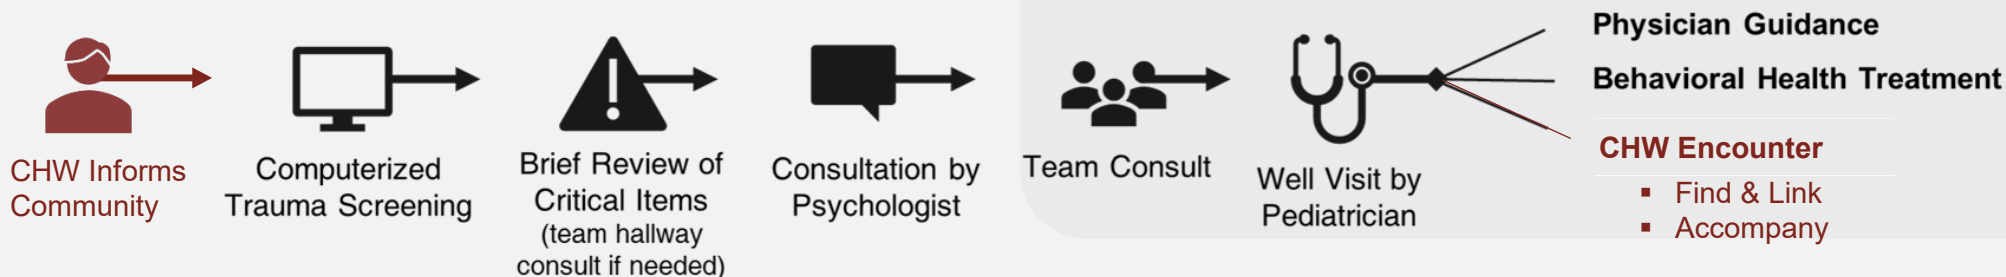 CHW Informs
Community
Computerized
Trauma Screening
Brief Review of
Critical Items
(team hallway
consult if needed)
Consultation by
Psychologist
Team Consult
Well Visit by
Pediatrician
Physician Guidance
Behavioral Health Treatment
CHW Encounter
▪ Find & Link
▪ Accompany